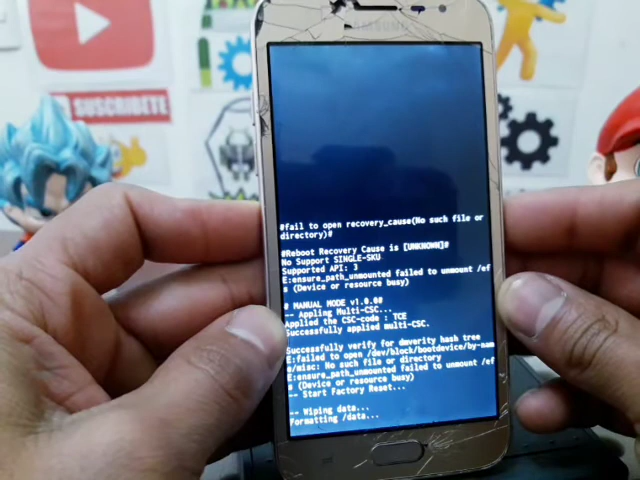 SUSCRIBETE
SAMSUNG
#fail to open recovery_cause(No such file or
directory)#
#Reboot Recovery Cause is [UNKNOWN]#
No Support SINGLE-SKU
Supported API: 3
E:ensure_path_unmounted failed to unmount /ef
s (Device or resource busy)
# MANUAL MODE v1.0.0#
-- Appling Multi-CSC...
Applied the CSC-code : TCE
Successfully applied multi-CSC.
Successfully verify for dmverity hash tree
E:failed to open /dev/block/bootdevice/by-nam
e/misc: No such file or directory
E:ensure_path_unmounted failed to unmount /ef
s (Device or resource busy)
-- Start Factory Reset...
-- Wiping data...
Formatting /data...